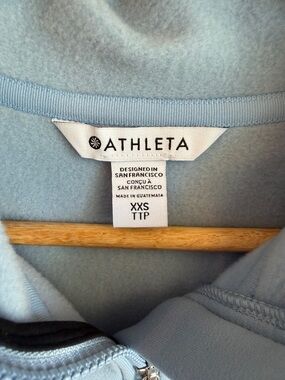 ATHLETA
DESIGNED IN
SAN FRANCISCO
CONÇU À
SAN FRANCISCO
MADE IN GUATEMALA
XXS
TTP